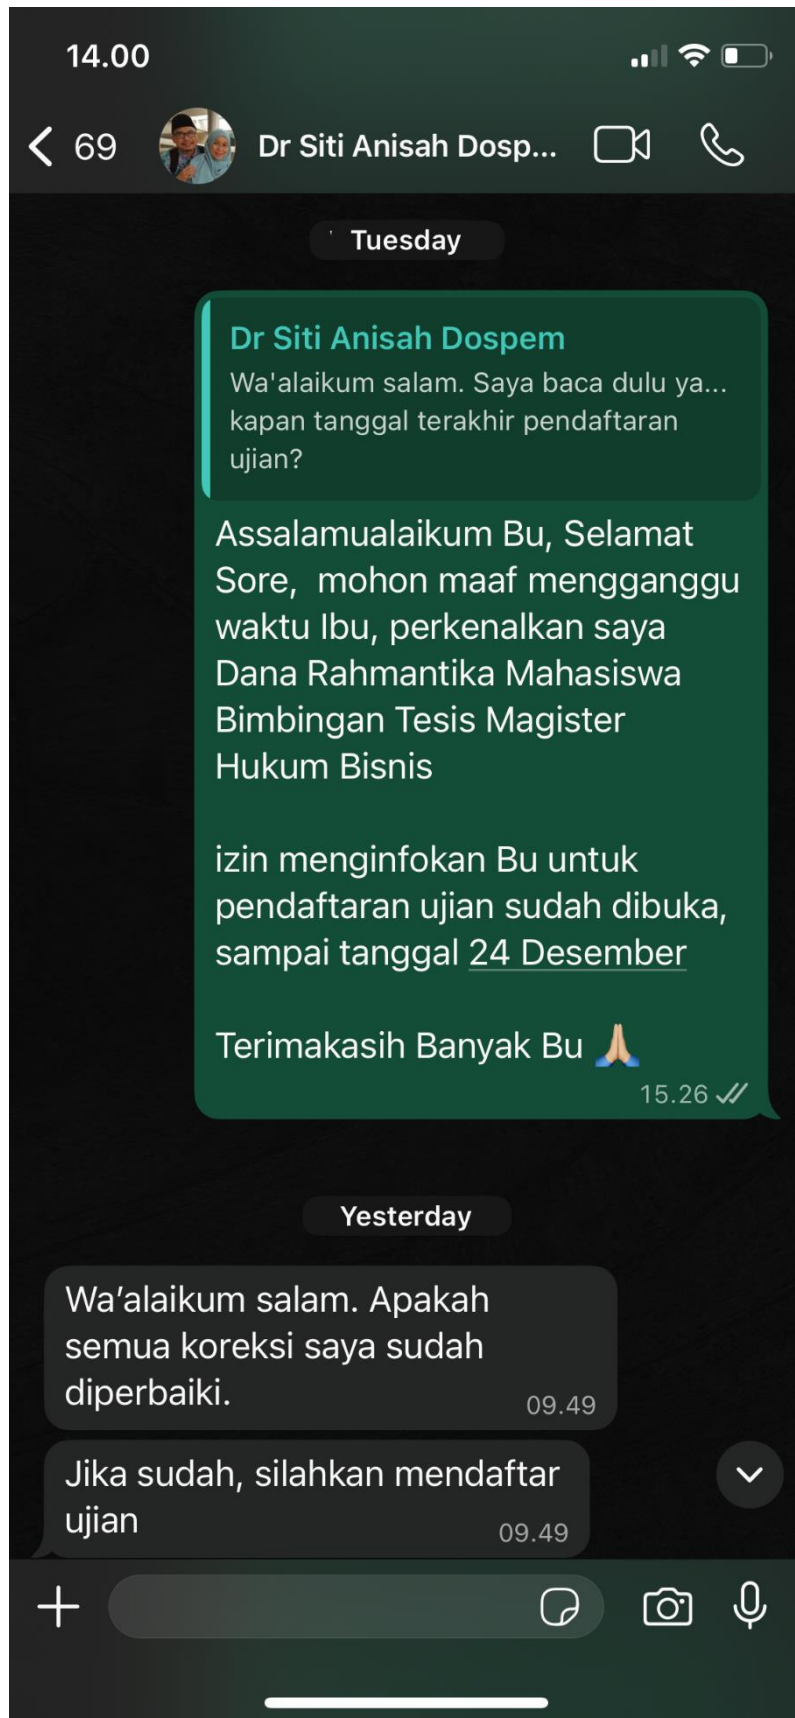 14.00
69
Dr Siti Anisah Dosp...
Tuesday
Dr Siti Anisah Dospem
Wa'alaikum salam. Saya baca dulu ya...
kapan tanggal terakhir pendaftaran
ujian?
Assalamualaikum Bu, Selamat
Sore,  mohon maaf mengganggu
waktu Ibu, perkenalkan saya
Dana Rahmantika Mahasiswa
Bimbingan Tesis Magister
Hukum Bisnis
izin menginfokan Bu untuk
pendaftaran ujian sudah dibuka,
sampai tanggal 24 Desember
Terimakasih Banyak Bu 🙏🏼
15.26
Yesterday
Wa’alaikum salam. Apakah
semua koreksi saya sudah
diperbaiki.
09.49
Jika sudah, silahkan mendaftar
ujian
09.49